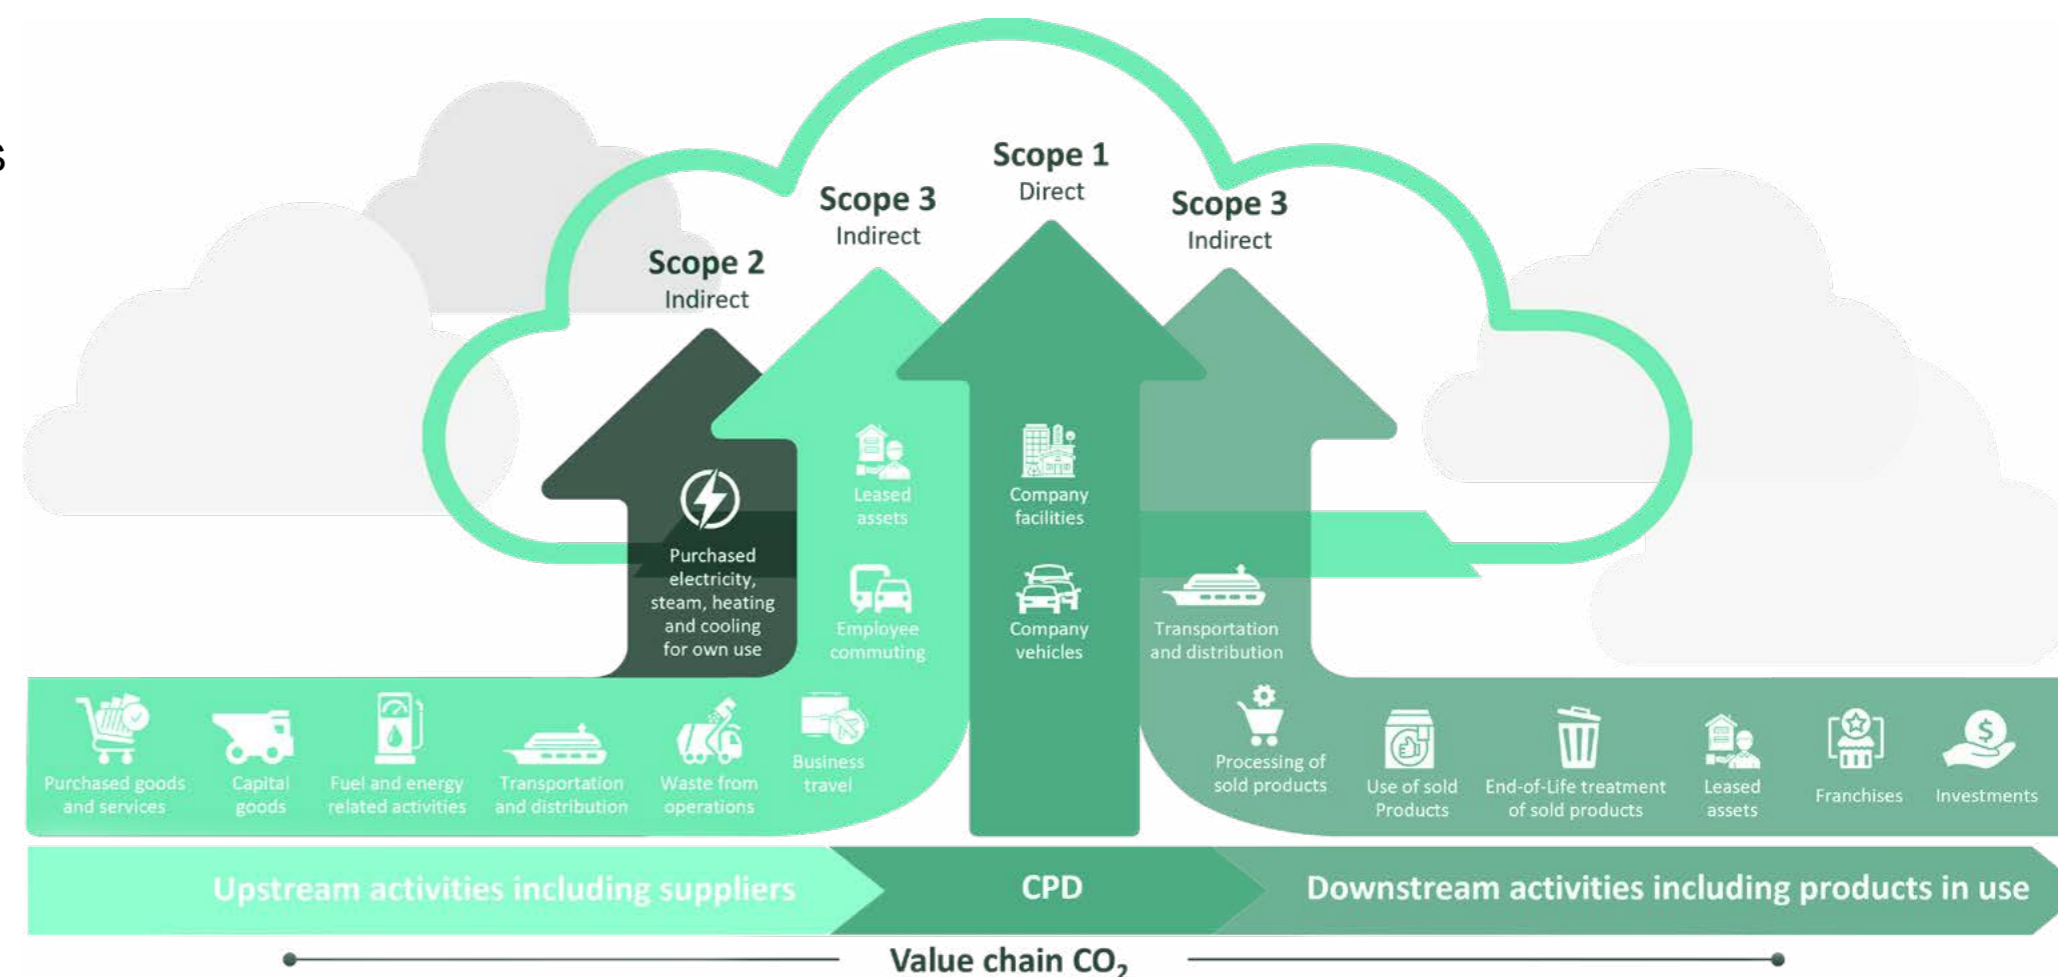 s
Scope 1
Direct
Scope 3
Indirect
Scope 3
Indirect
Scope 2
Indirect
Purchased
electricity,
steam, heating
and cooling
for own use
Leased
assets
Employee
commuting
Company
facilities
Company
vehicles
Transportation
and distribution
Purchased goods
and services
Capital
goods
Fuel and energy
related activities
Transportation
and distribution
Waste from
operations
Business
travel
Processing of
sold products
Use of sold
Products
End-of-Life treatment
of sold products
Leased
assets
Franchises
Investments
Upstream activities including suppliers
CPD
Downstream activities including products in use
Value chain CO₂